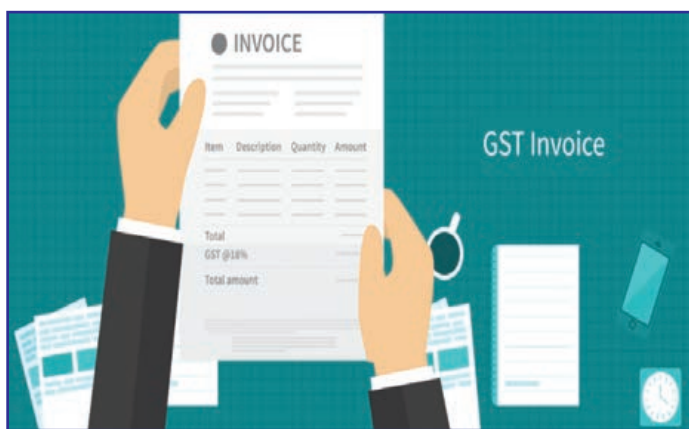 INVOICE
Item Description Quantity Amount
Total
GST @18%
Total amount
GST Invoice